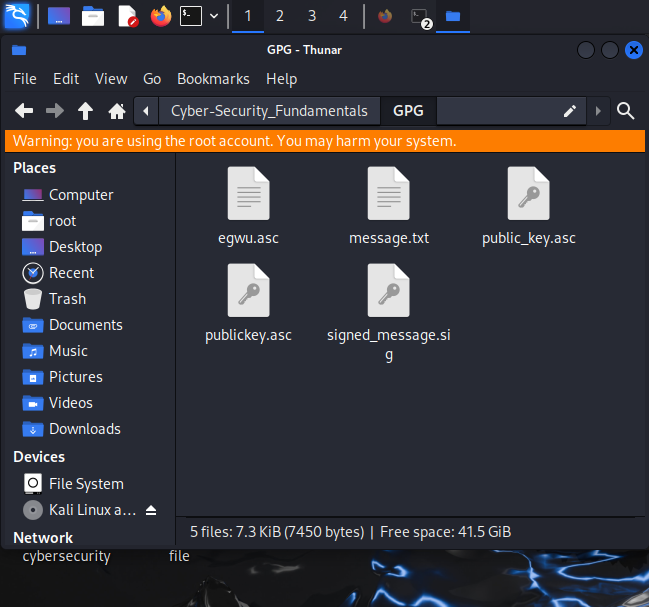 1 2 3 4
2
GPG - Thunar
File Edit View Go Bookmarks Help
Cyber-Security_Fundamentals GPG
Warning: you are using the root account. You may harm your system.
Places
Computer
root
Desktop
Recent
Trash
Documents
Music
Pictures
Videos
Downloads
Devices
File System
Kali Linux a...
Network
egwu.asc message.txt public_key.asc
publickey.asc signed_message.si
g
5 files: 7.3 KiB (7450 bytes) | Free space: 41.5 GiB
cybersecurity file